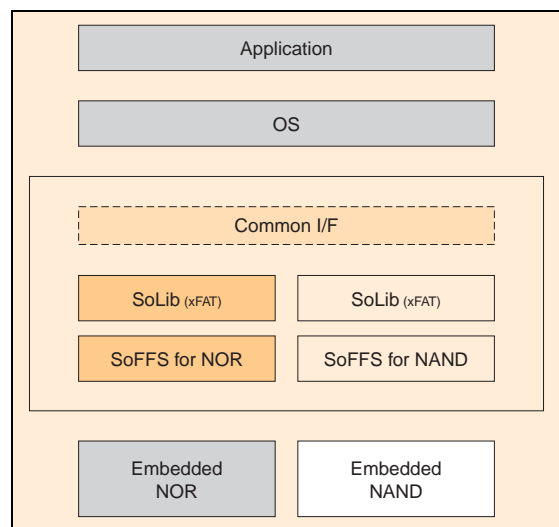 Application
OS
Common I/F
SoLib (xFAT) SoLib (xFAT)
SoFFS for NOR SoFFS for NAND
Embedded Embedded
NOR NAND